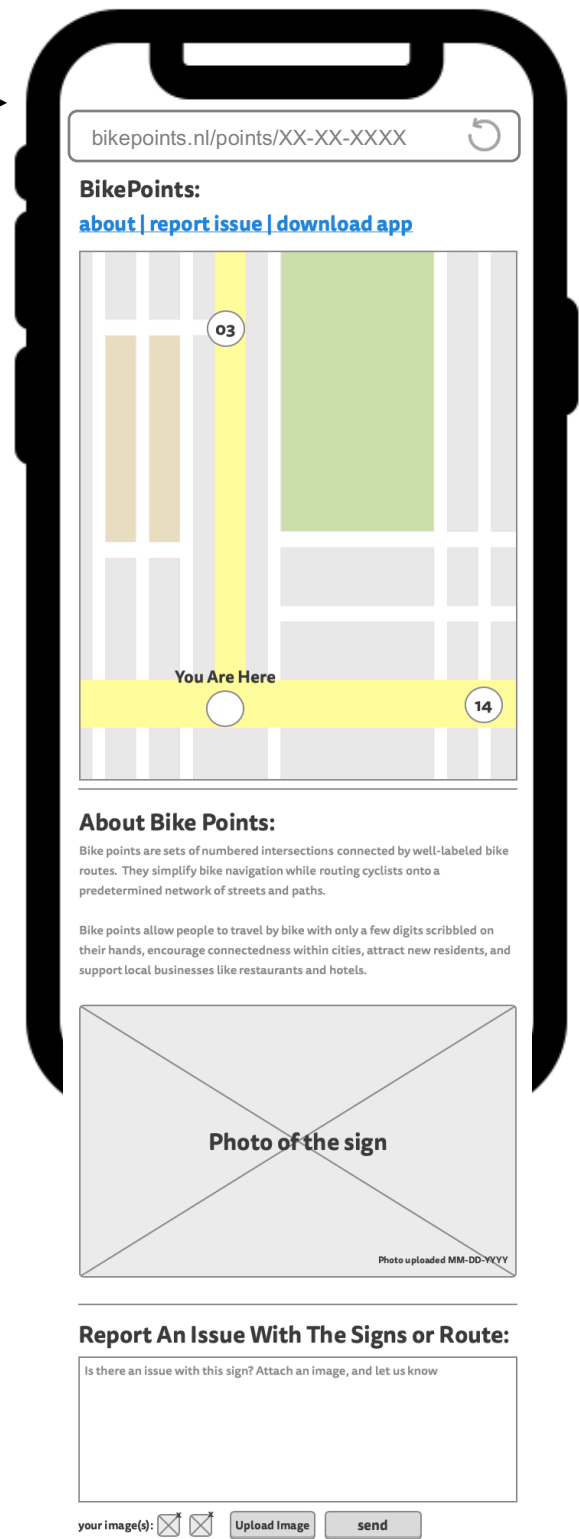 bikepoints.nl/points/XX-XX-XXXX
BikePoints:
about | report issue | download app
03
You Are Here
14
About Bike Points:
Bike points are sets of numbered intersections connected by well-labeled bike
routes. They simplify bike navigation while routing cyclists onto a
predetermined network of streets and paths.
Bike points allow people to travel by bike with only a few digits scribbled on
their hands, encourage connectedness within cities, attract new residents, and
support local businesses like restaurants and hotels.
Photo of the sign
Photo uploaded MM-DD-YYYY
Report An Issue With The Signs or Route:
Is there an issue with this sign? Attach an image, and let us know
your image(s): x x Upload Image send